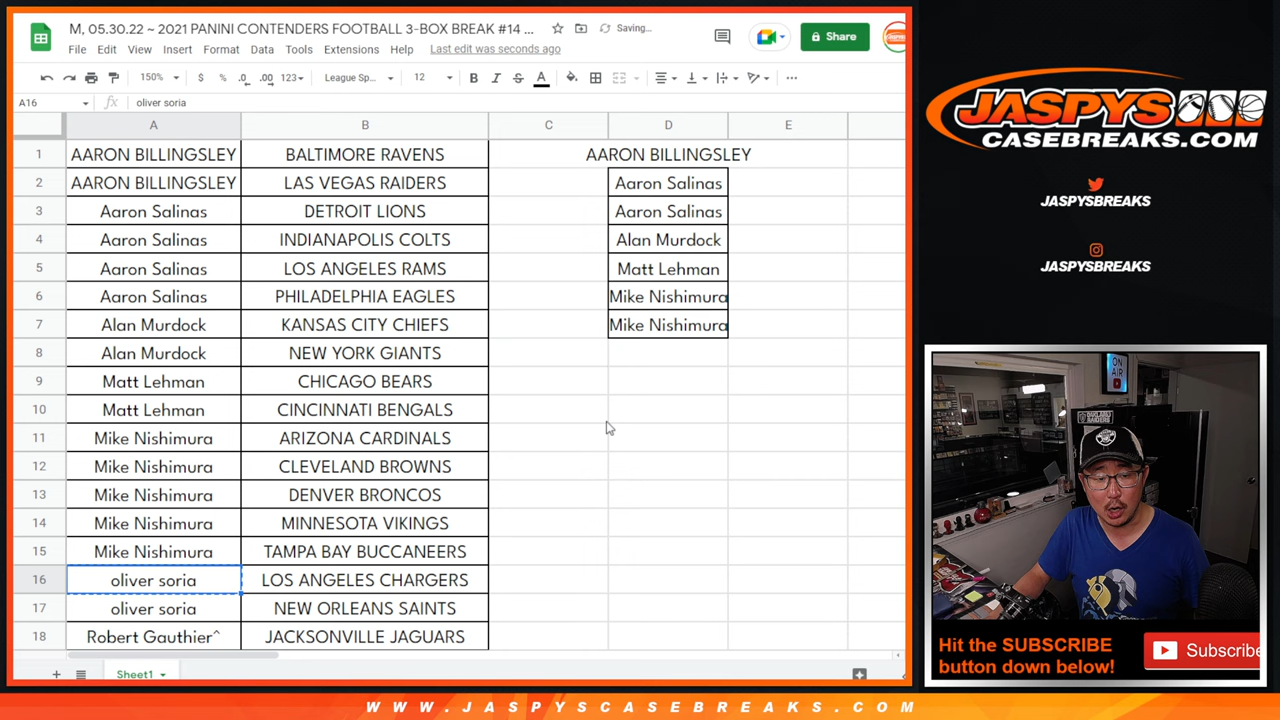 M, 05.30.22 ~ 2021 PANINI CONTENDERS FOOTBALL 3-BOX BREAK #14 ... Saving...
File Edit View Insert Format Data Tools Extensions Help Last edit was seconds ago
Share
150% $ % .0 .00 123 League Sp... 12 B I S A
A16 fx oliver soria
A B C D E
1 AARON BILLINGSLEY BALTIMORE RAVENS AARON BILLINGSLEY
2 AARON BILLINGSLEY LAS VEGAS RAIDERS Aaron Salinas
3 Aaron Salinas DETROIT LIONS Aaron Salinas
4 Aaron Salinas INDIANAPOLIS COLTS Alan Murdock
5 Aaron Salinas LOS ANGELES RAMS Matt Lehman
6 Aaron Salinas PHILADELPHIA EAGLES Mike Nishimura
7 Alan Murdock KANSAS CITY CHIEFS Mike Nishimura
8 Alan Murdock NEW YORK GIANTS
9 Matt Lehman CHICAGO BEARS
10 Matt Lehman CINCINNATI BENGALS
11 Mike Nishimura ARIZONA CARDINALS
12 Mike Nishimura CLEVELAND BROWNS
13 Mike Nishimura DENVER BRONCOS
14 Mike Nishimura MINNESOTA VIKINGS
15 Mike Nishimura TAMPA BAY BUCCANEERS
16 oliver soria LOS ANGELES CHARGERS
17 oliver soria NEW ORLEANS SAINTS
18 Robert Gauthier^ JACKSONVILLE JAGUARS
Sheet1
JASPYS
CASEBREAKS.COM
JASPYSBREAKS
JASPYSBREAKS
ON AIR
OAKLAND RAIDERS
Hit the SUBSCRIBE
button down below!
Subscribe
WWW.JASPYSCASEBREAKS.COM